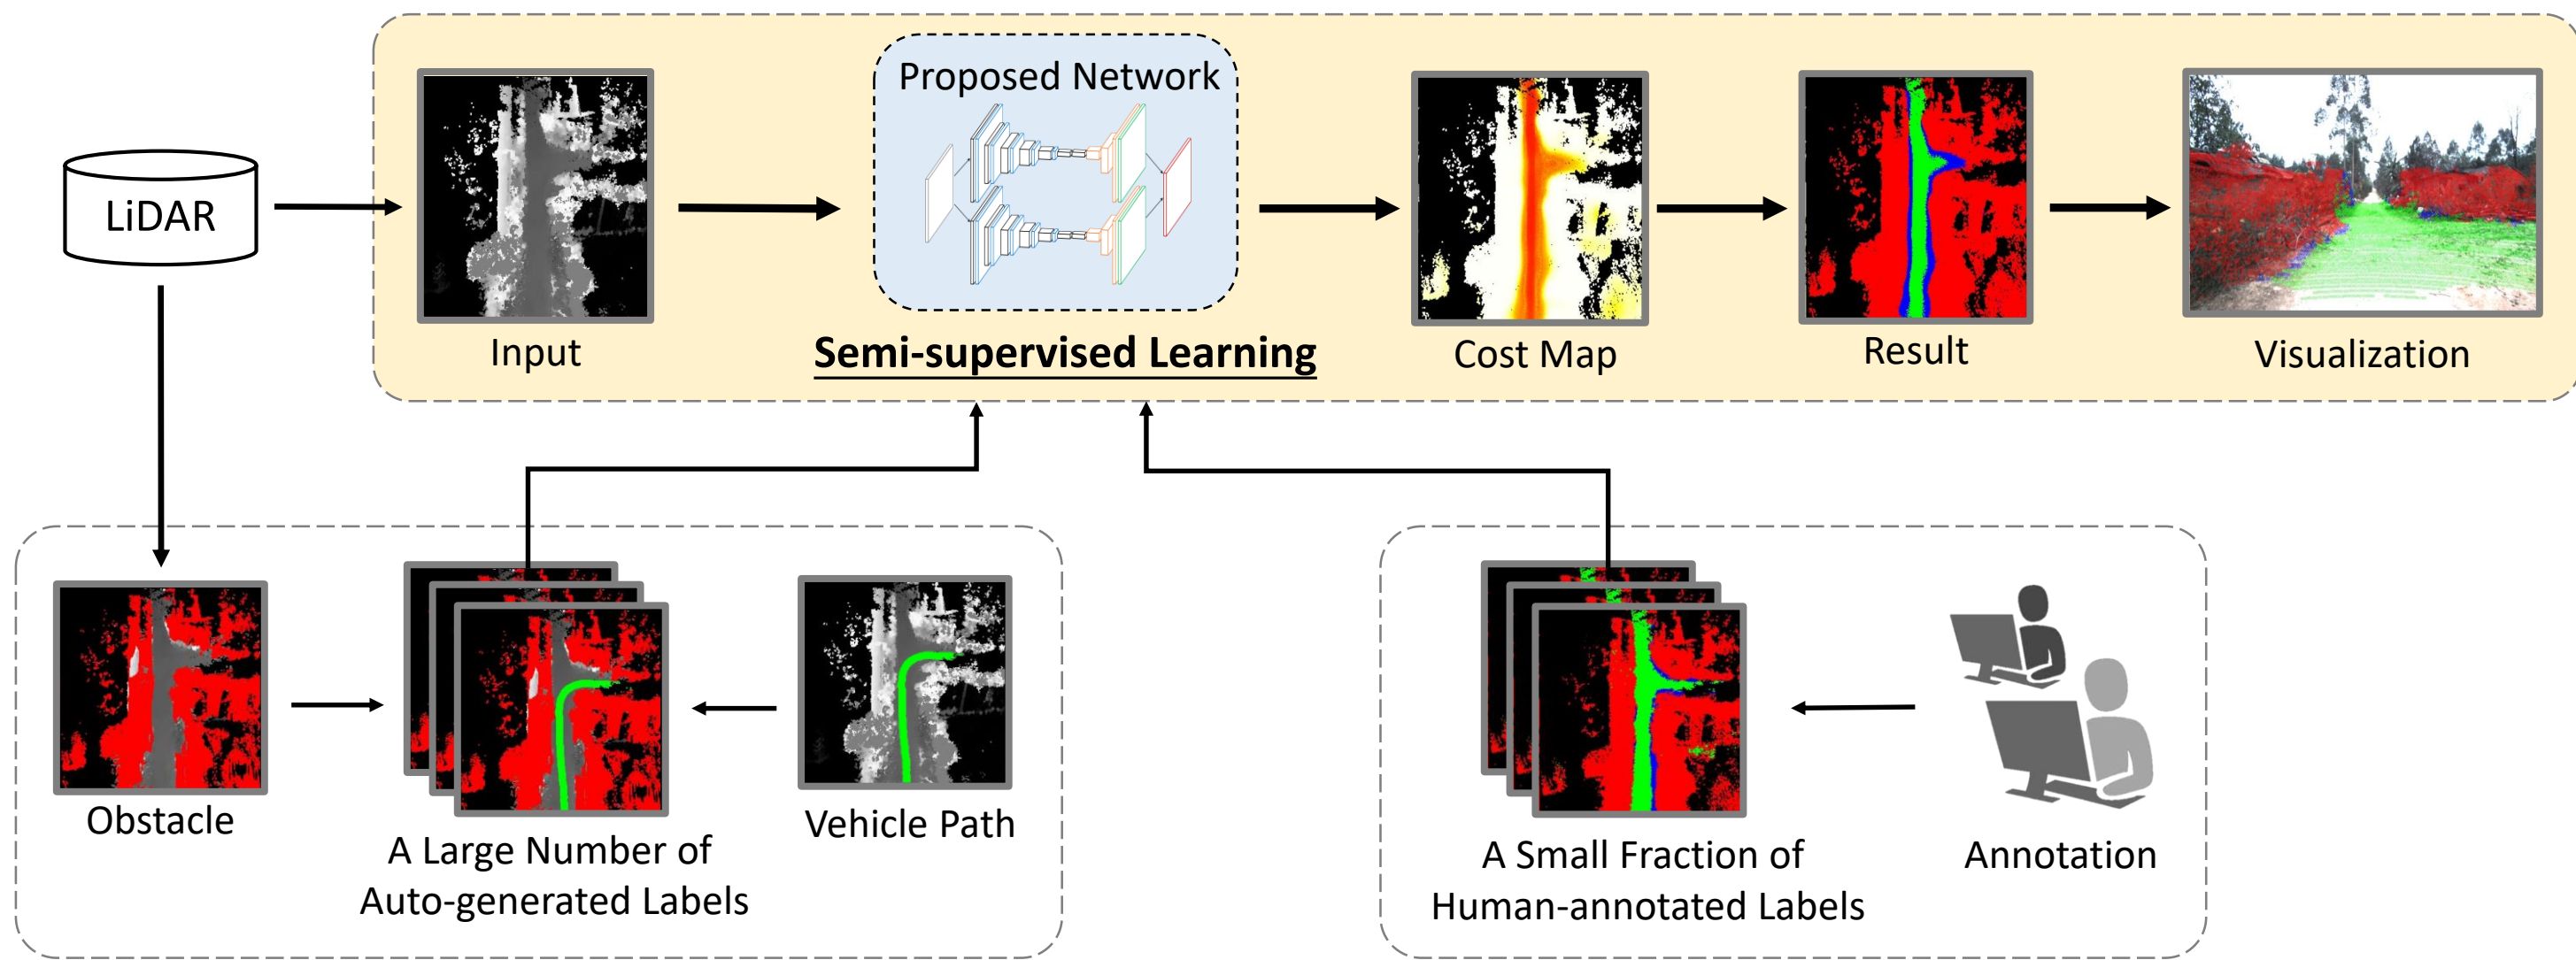 Proposed Network
LiDAR
Input
Semi-supervised Learning
Cost Map
Result
Visualization
Obstacle
A Large Number of
Auto-generated Labels
Vehicle Path
A Small Fraction of
Human-annotated Labels
Annotation